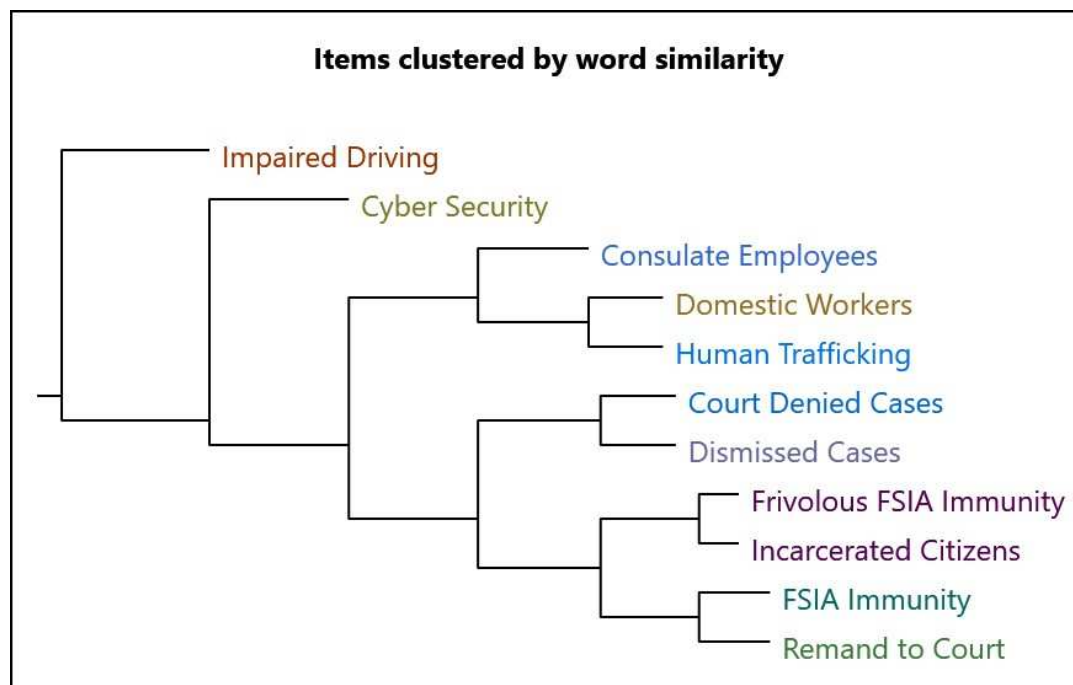 Items clustered by word similarity
Impaired Driving
Cyber Security
Consulate Employees
Domestic Workers
Human Trafficking
Court Denied Cases
Dismissed Cases
Frivolous FSIA Immunity
Incarcerated Citizens
FSIA Immunity
Remand to Court